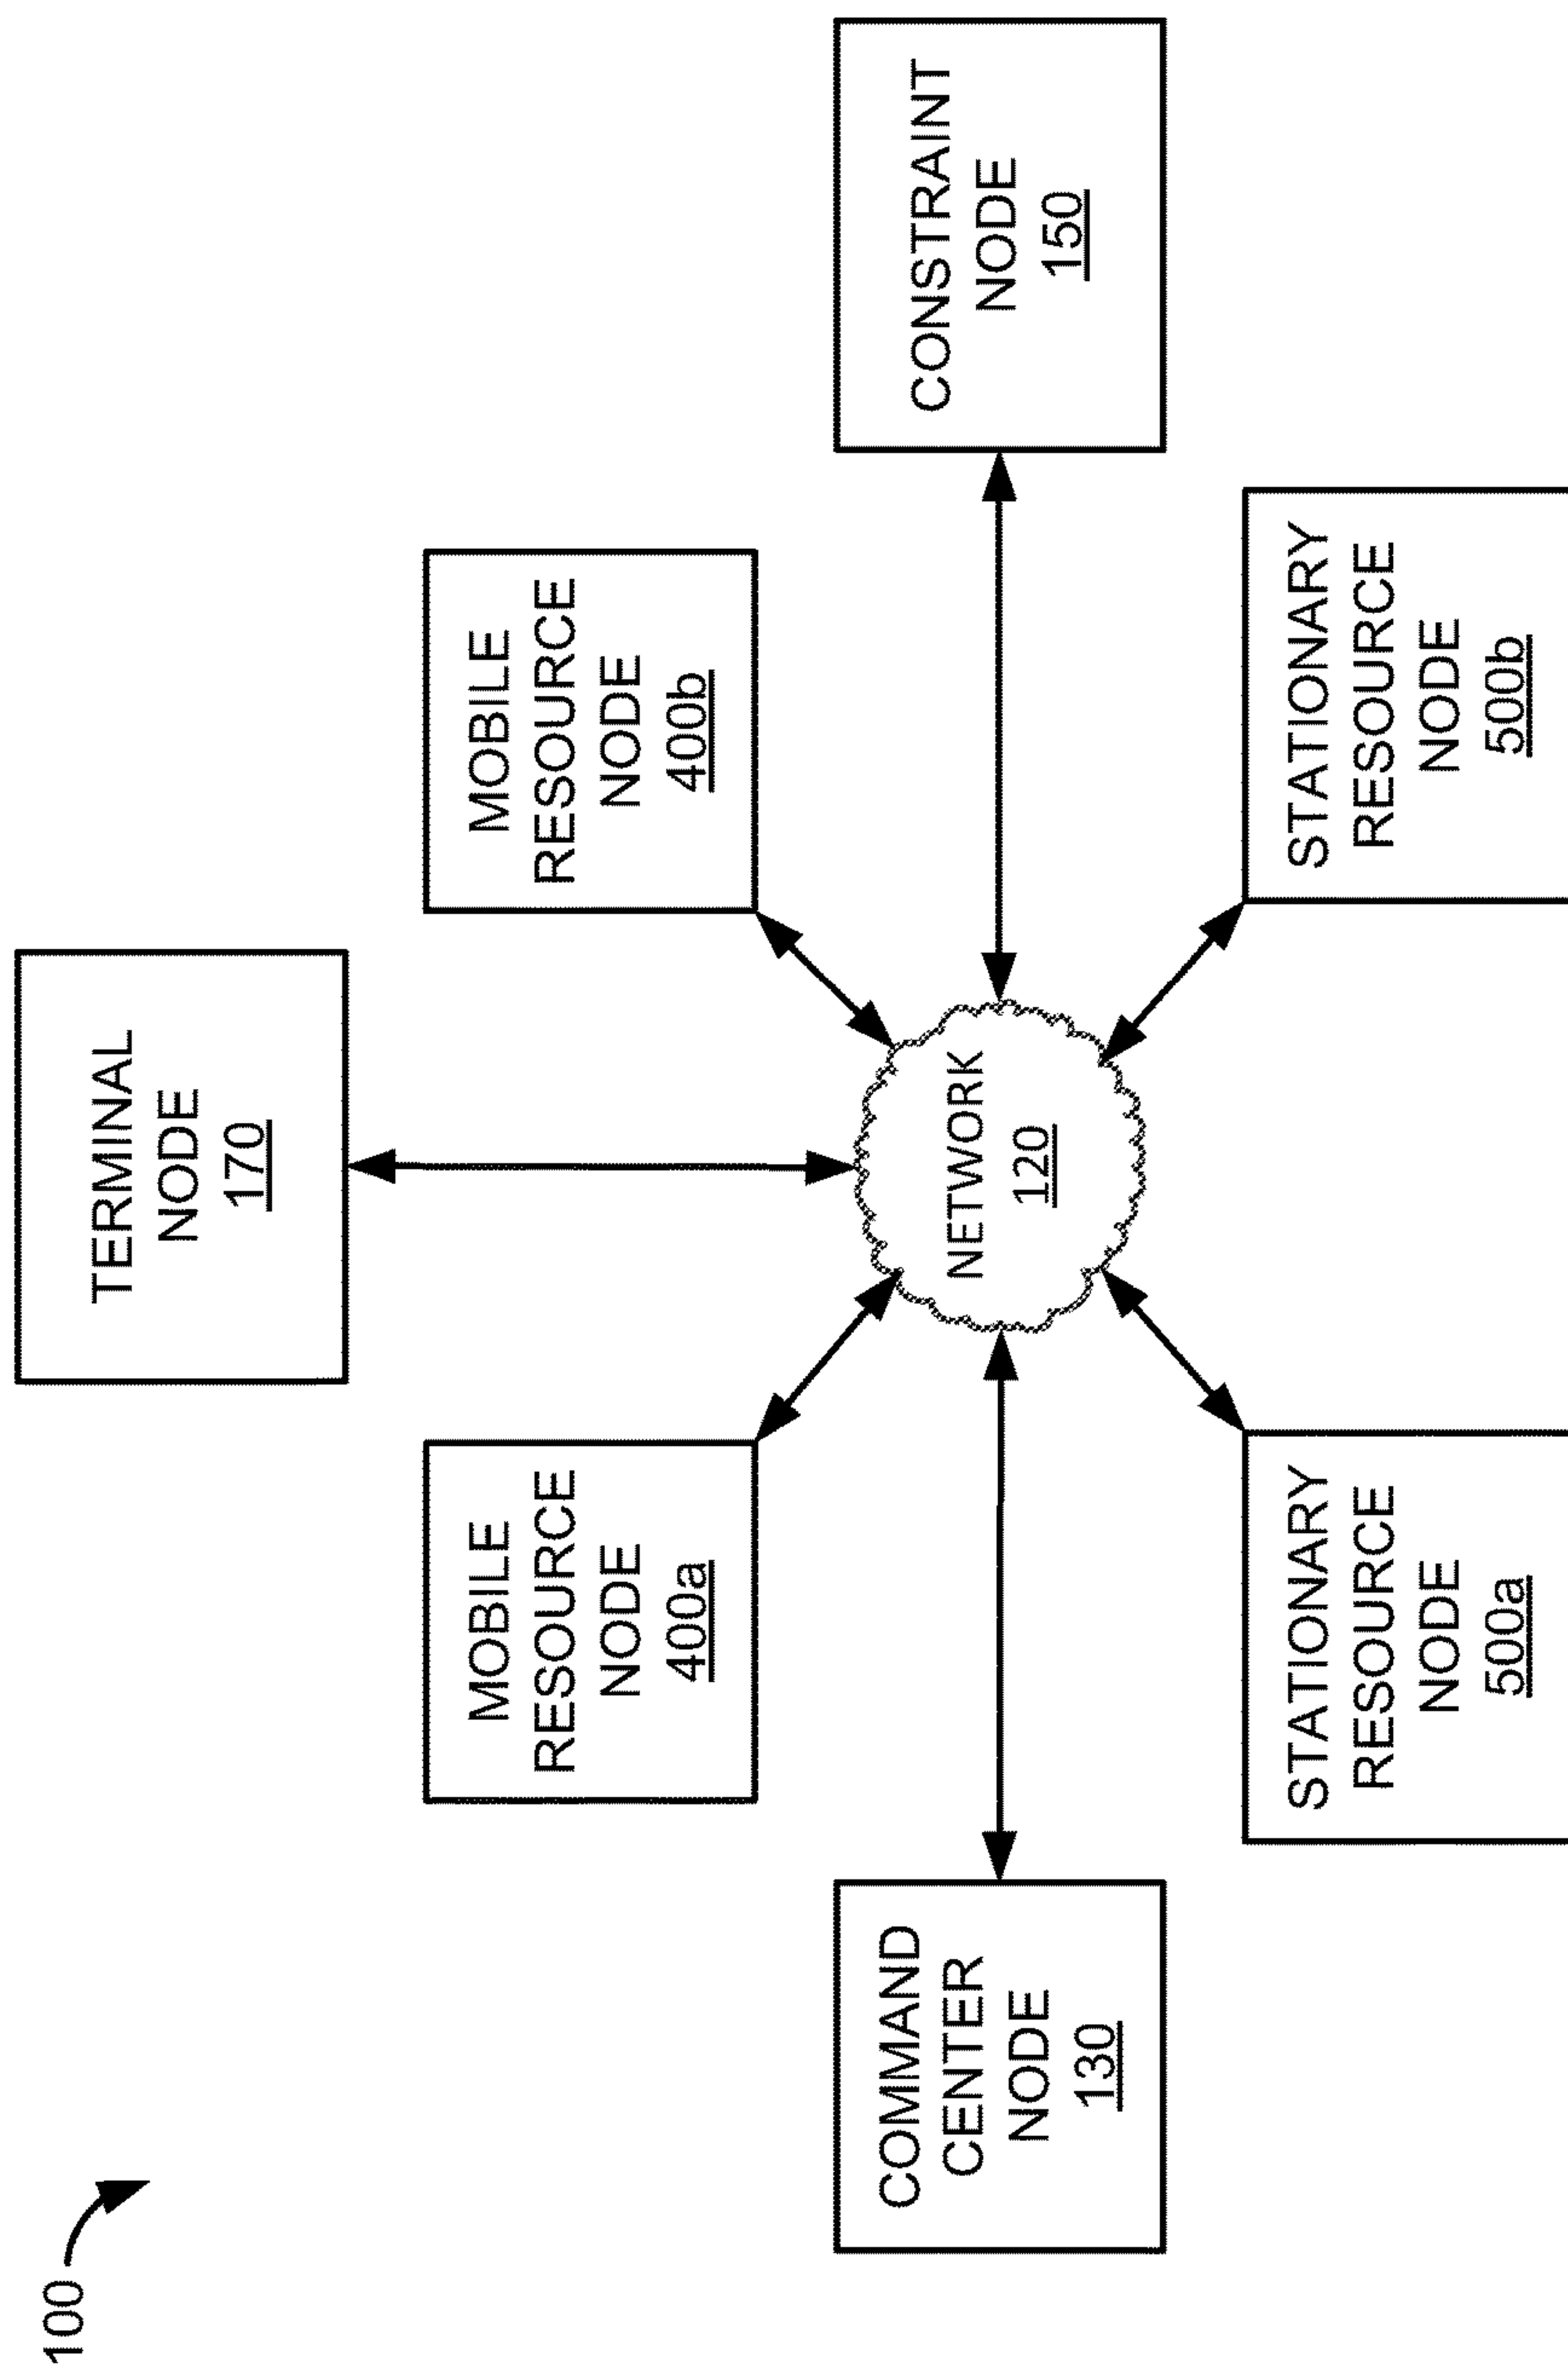 100
TERMINAL
NODE
170
MOBILE
RESOURCE
NODE
400a
MOBILE
RESOURCE
NODE
400b
COMMAND
CENTER
NODE
130
NETWORK
120
CONSTRAINT
NODE
150
STATIONARY
RESOURCE
NODE
500a
STATIONARY
RESOURCE
NODE
500b